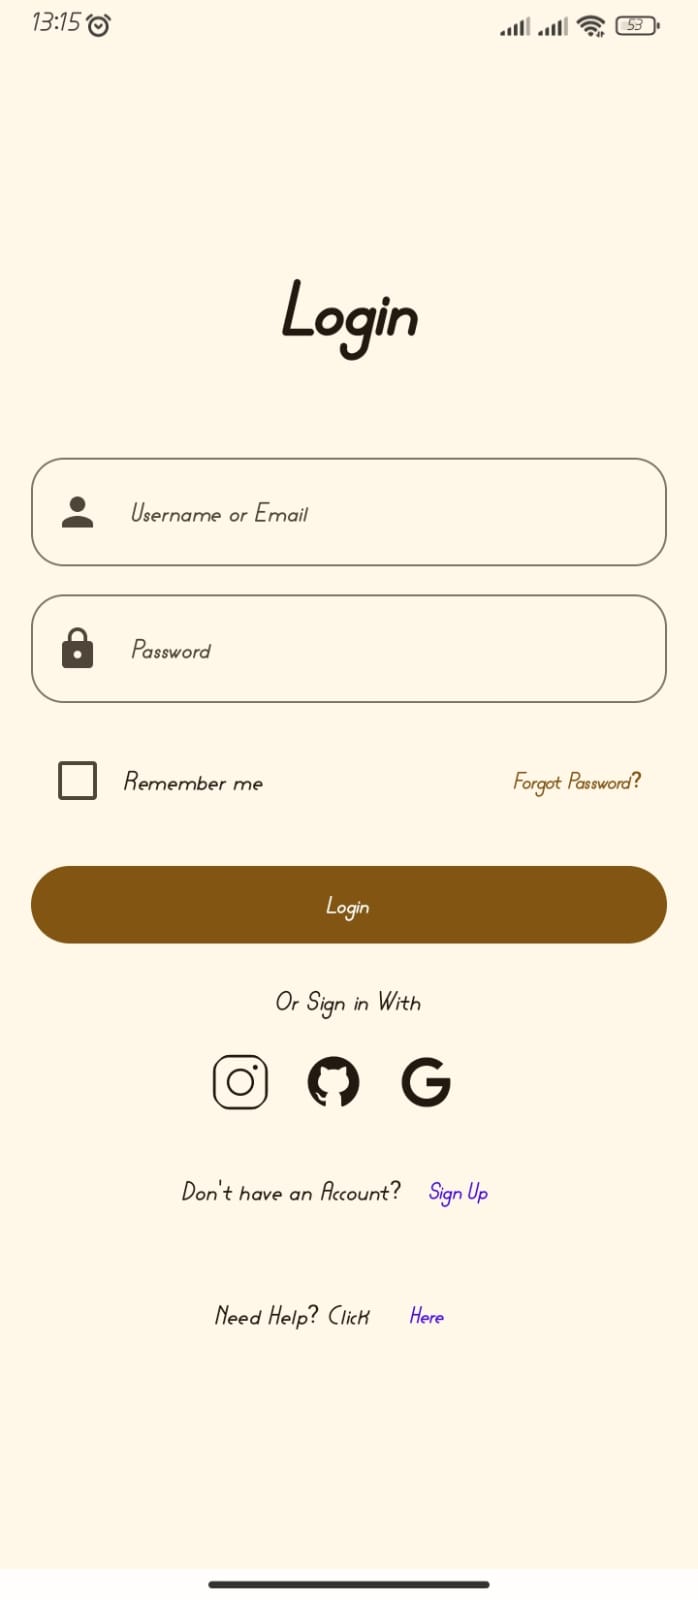 13:15 53
Login
Username or Email
Password
Remember me Forgot Password?
Login
Or Sign in With
Don't have an Account? Sign Up
Need Help? Click Here